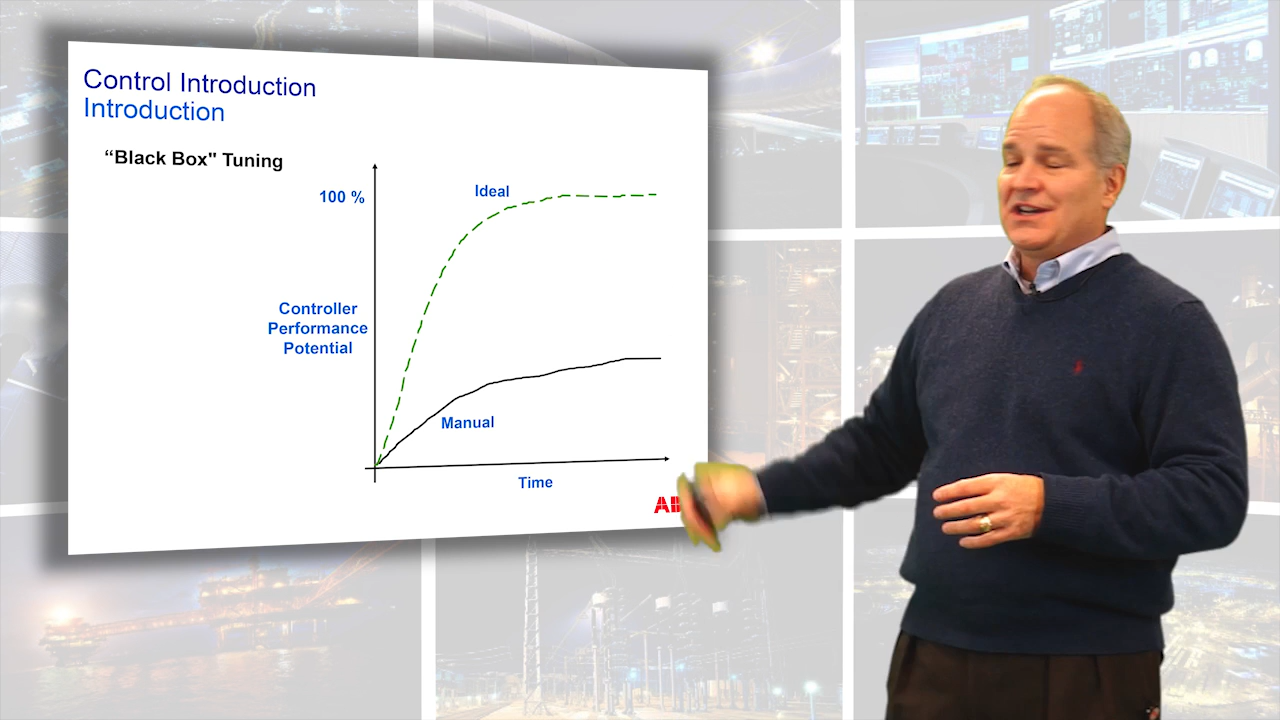 Control Introduction
Introduction
“Black Box" Tuning
100 %
Ideal
Controller
Performance
Potential
Manual
Time